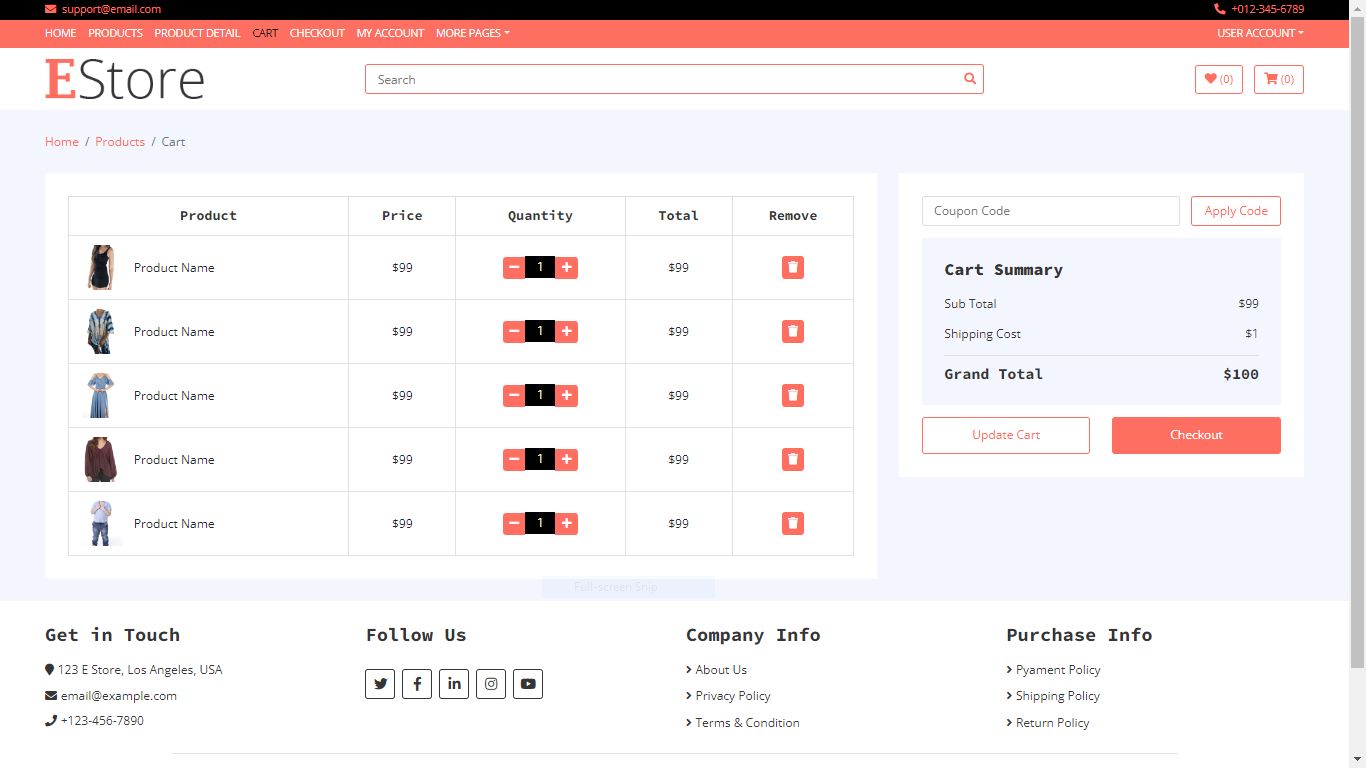 support@email.com +012-345-6789
HOME PRODUCTS PRODUCT DETAIL CART CHECKOUT MY ACCOUNT MORE PAGES USER ACCOUNT
EStore Search (0) (0)
Home / Products / Cart
Product Price Quantity Total Remove
Product Name $99 1 $99
Product Name $99 1 $99
Product Name $99 1 $99
Product Name $99 1 $99
Product Name $99 1 $99
Coupon Code Apply Code
Cart Summary
Sub Total $99
Shipping Cost $1
Grand Total $100
Update Cart Checkout
Full-screen Snip
Get in Touch
123 E Store, Los Angeles, USA
email@example.com
+123-456-7890
Follow Us
Company Info
About Us
Privacy Policy
Terms & Condition
Purchase Info
Pyament Policy
Shipping Policy
Return Policy